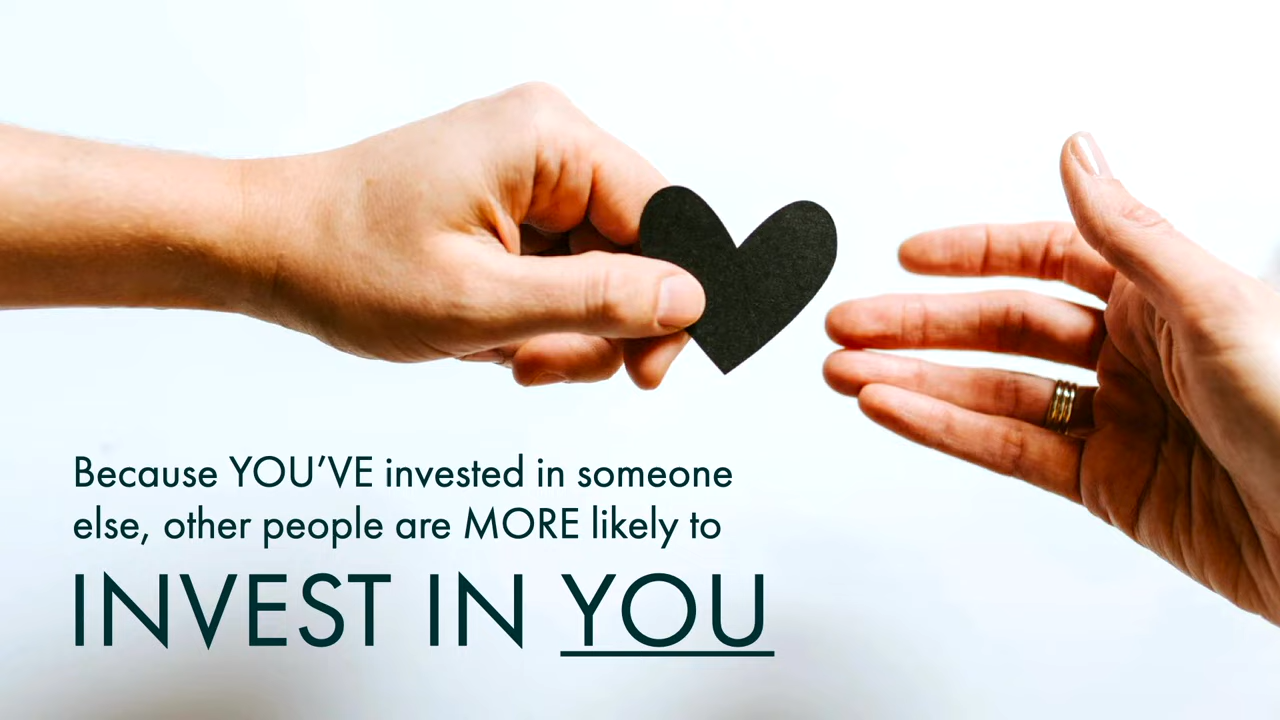 Because YOU’VE invested in someone
else, other people are MORE likely to
INVEST IN YOU